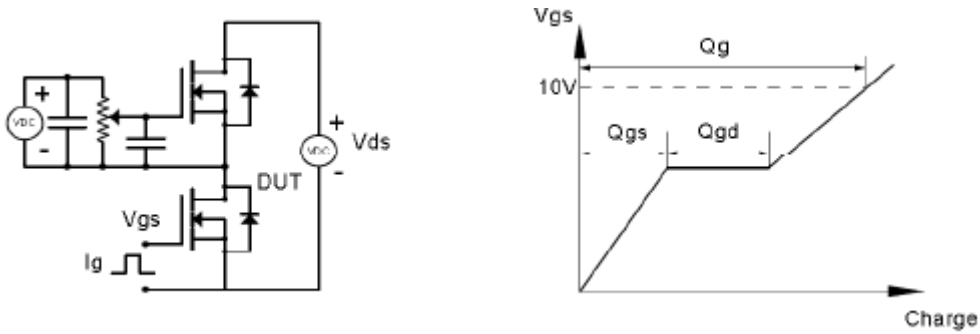 +
VDC
-
+
VDC
-
Vds
DUT
Vgs
Ig
Vgs
Qg
10V
Qgs
Qgd
Charge